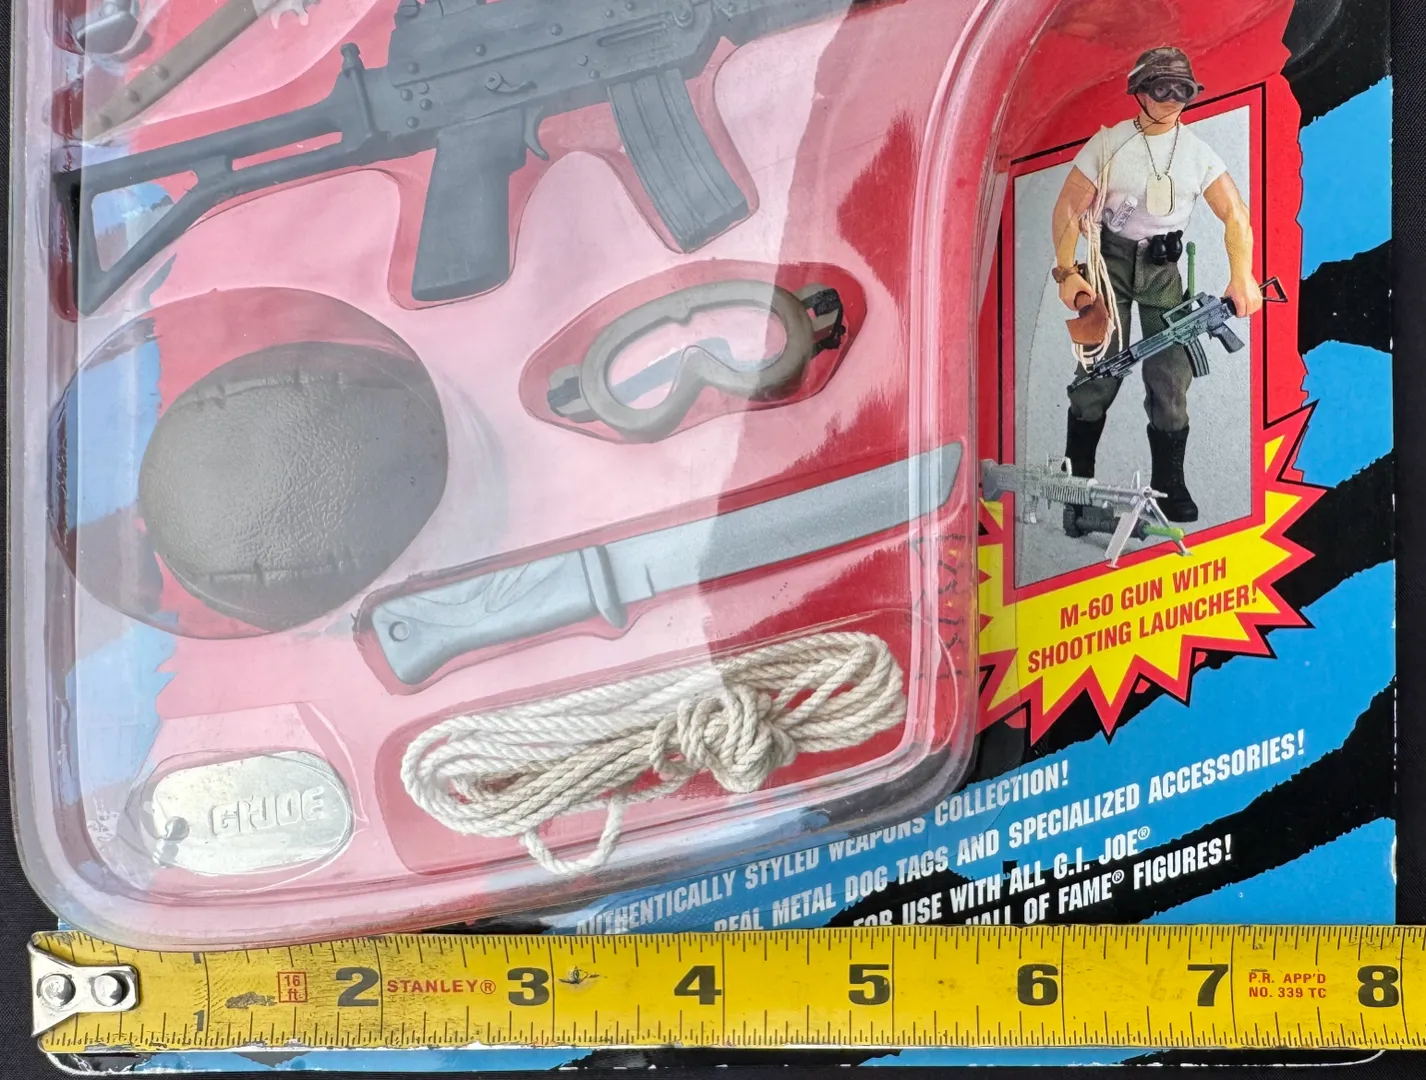 M-60 GUN WITH
SHOOTING LAUNCHER!
AUTHENTICALLY STYLED WEAPONS COLLECTION!
REAL METAL DOG TAGS AND SPECIALIZED ACCESSORIES!
FOR USE WITH ALL G.I. JOE®
HALL OF FAME® FIGURES!
GI JOE
16 ft. 2 STANLEY® 3 4 5 6 7 P.R. APP'D NO. 339 TC 8
1